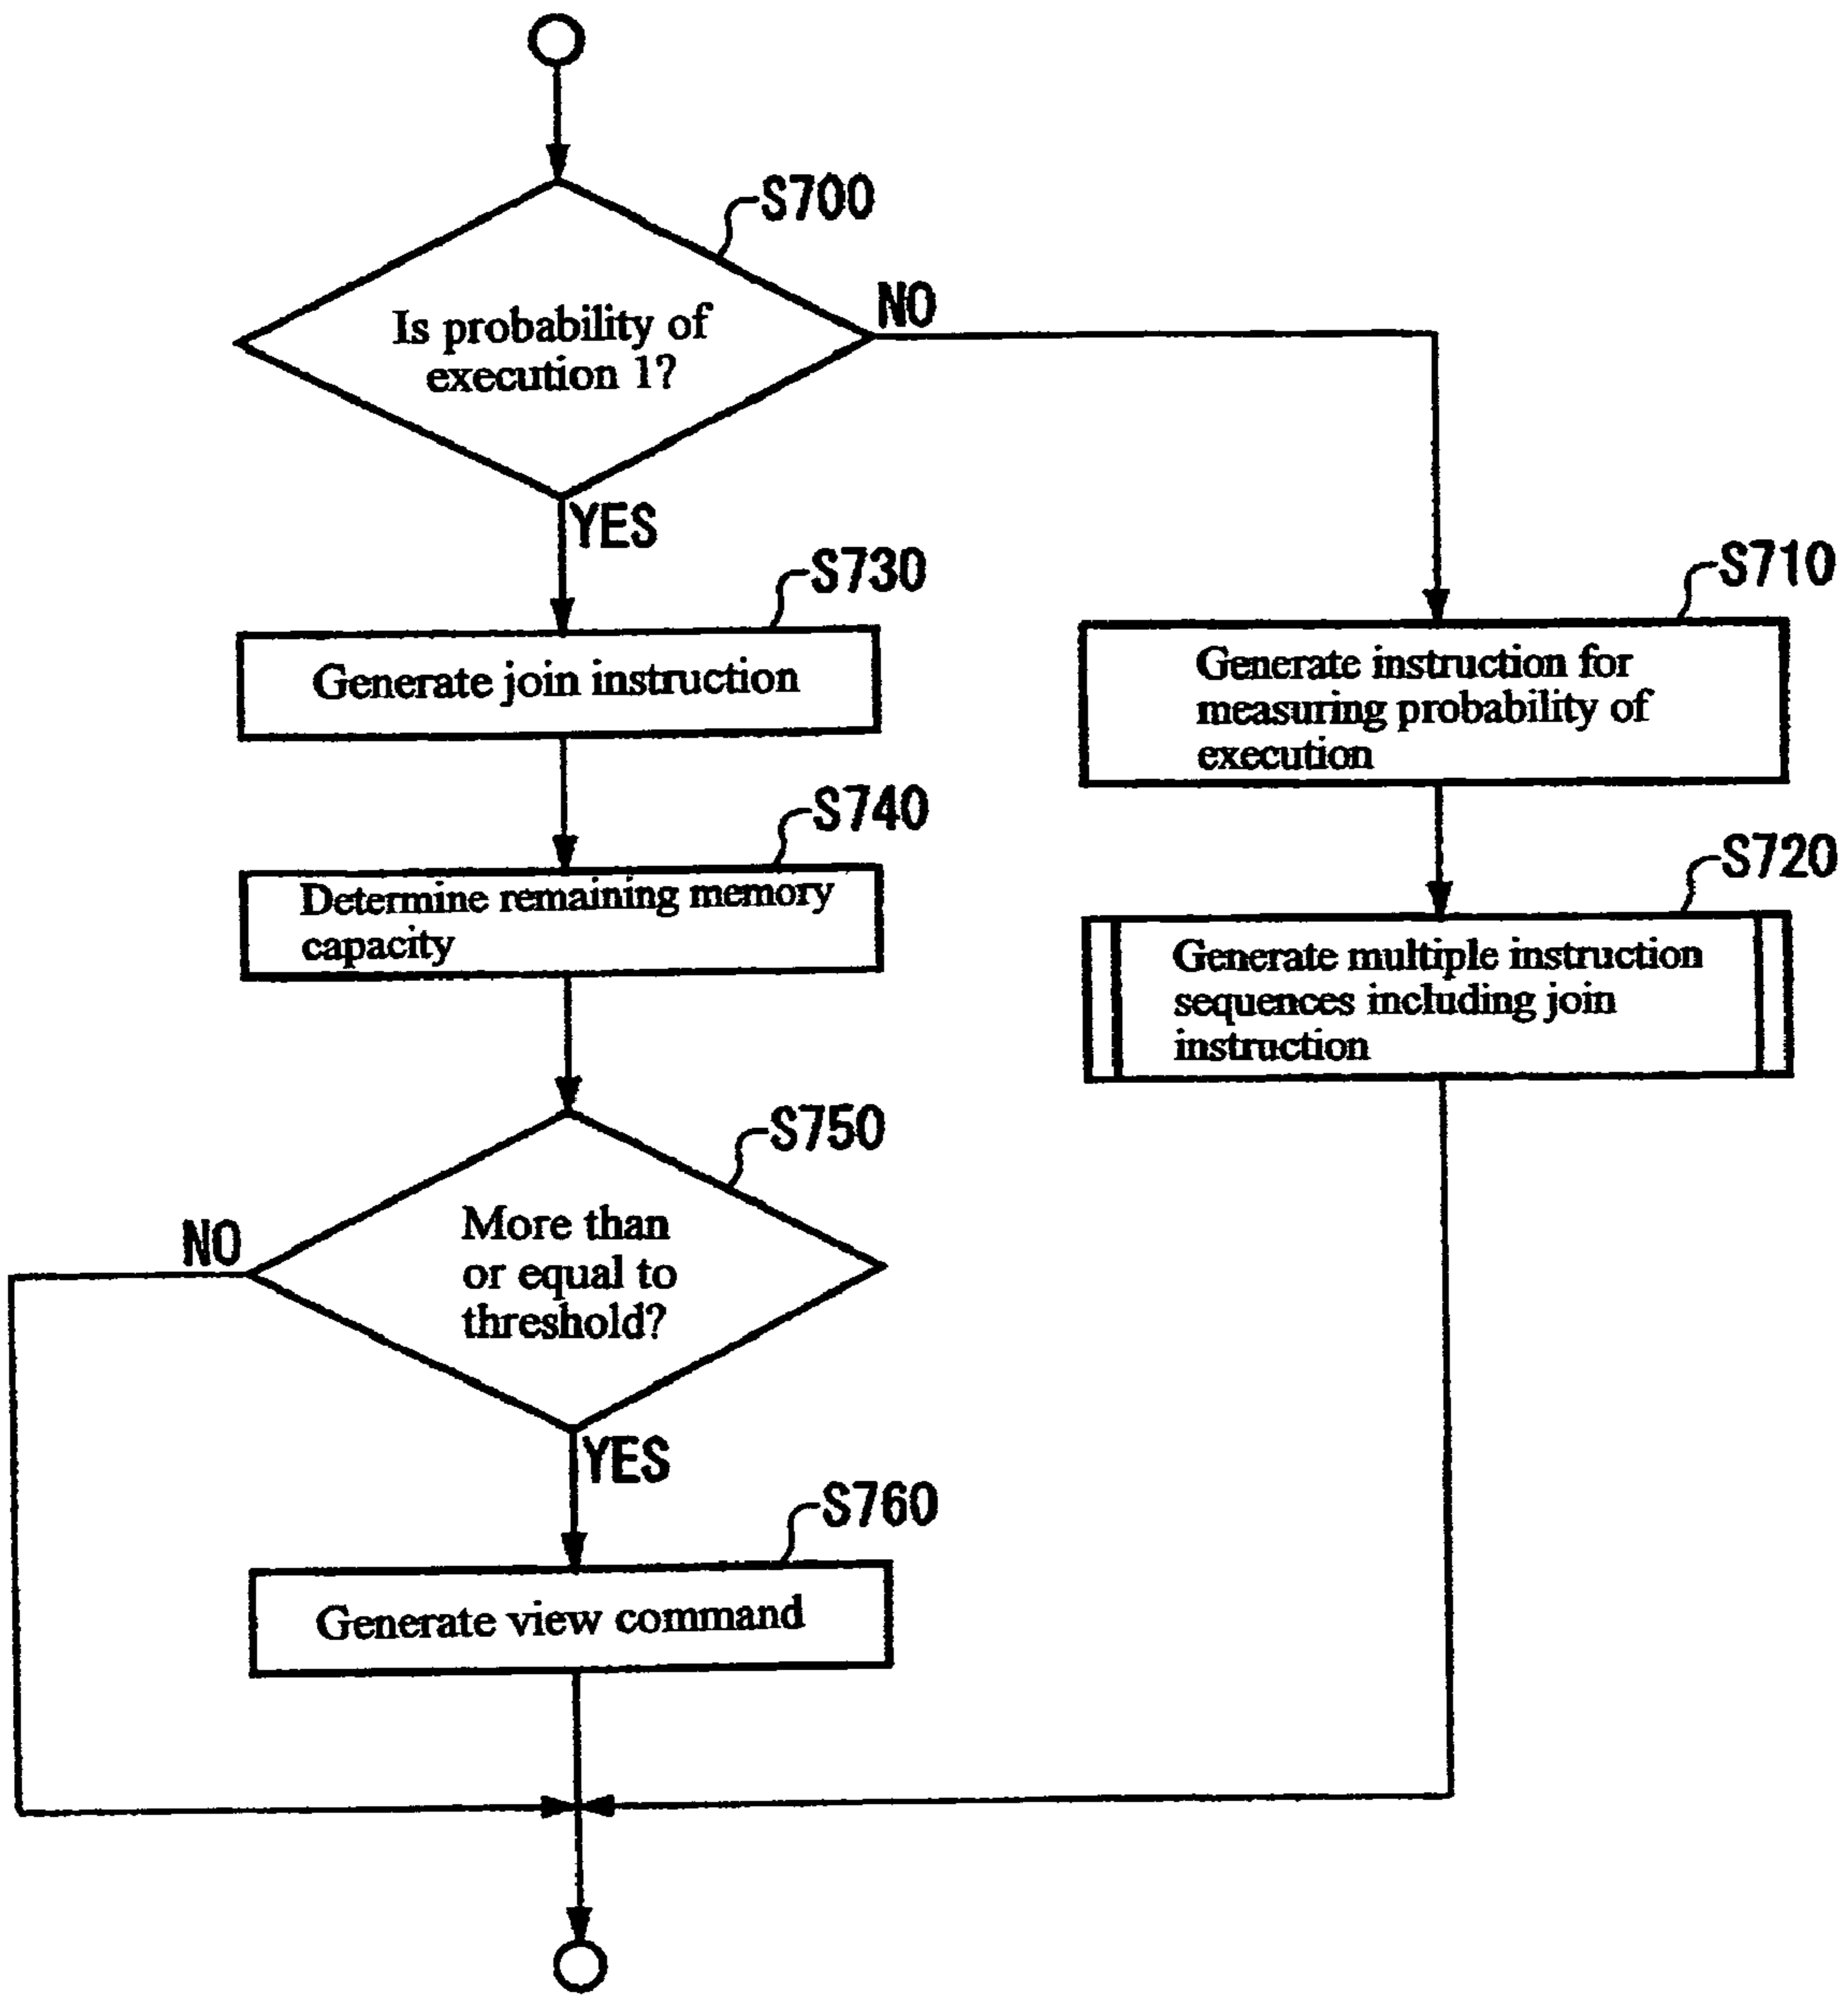 S700
Is probability of
execution 1?
NO
YES
S730
Generate join instruction
S710
Generate instruction for
measuring probability of
execution
S740
Determine remaining memory
capacity
S720
Generate multiple instruction
sequences including join
instruction
S750
More than
or equal to
threshold?
NO
YES
S760
Generate view command